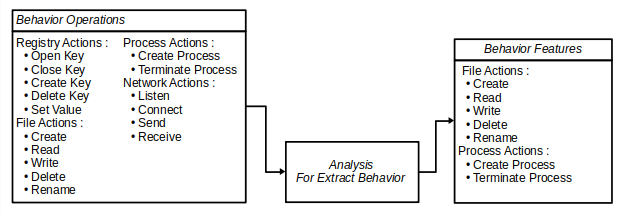 Behavior Operations
Registry Actions :
• Open Key
• Close Key
• Create Key
• Delete Key
• Set Value
File Actions :
• Create
• Read
• Write
• Delete
• Rename
Process Actions :
• Create Process
• Terminate Process
Network Actions :
• Listen
• Connect
• Send
• Receive
Analysis
For Extract Behavior
Behavior Features
File Actions :
• Create
• Read
• Write
• Delete
• Rename
Process Actions :
• Create Process
• Terminate Process